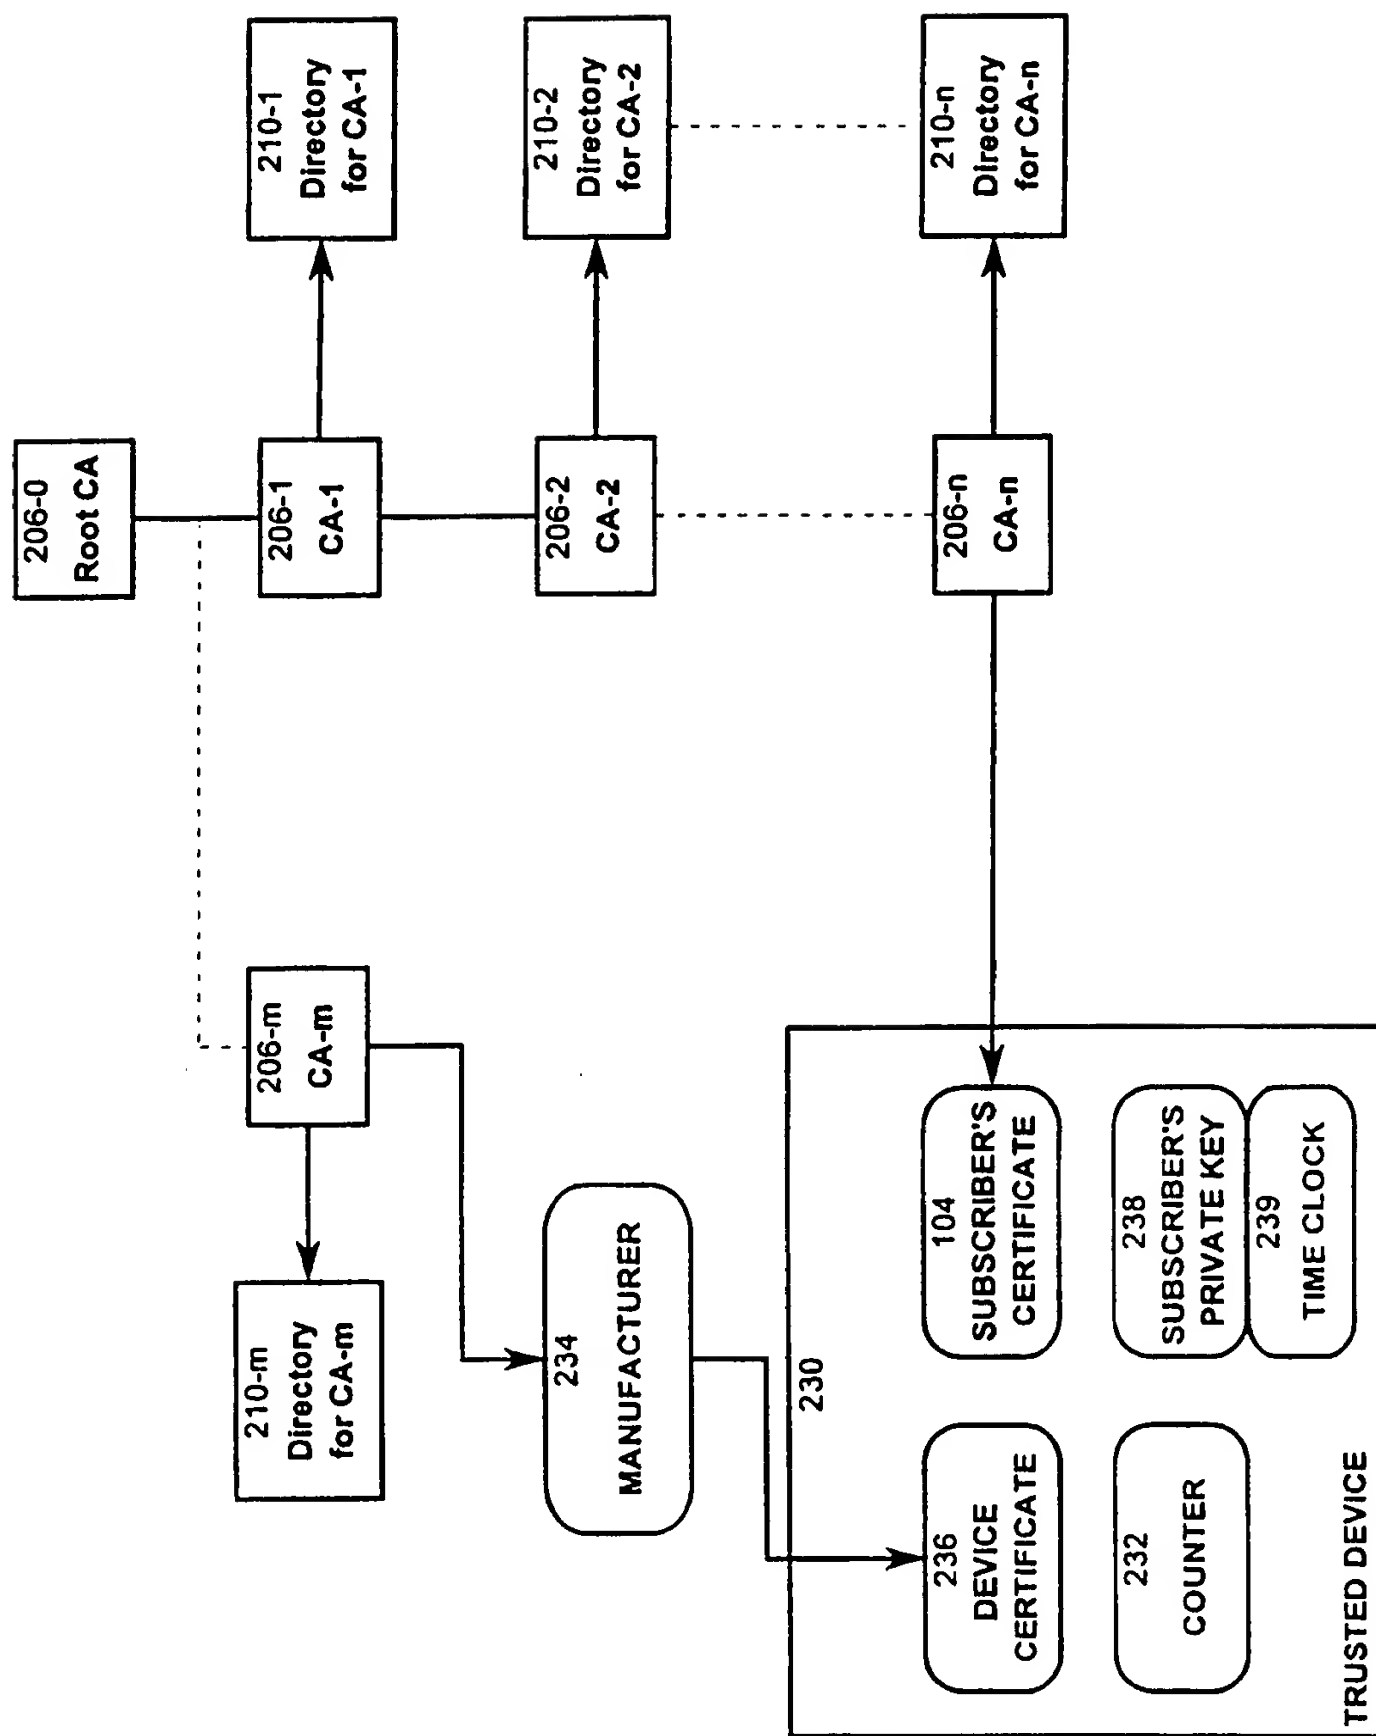 206-0
Root CA
206-1
CA-1
210-1
Directory
for CA-1
206-2
CA-2
210-2
Directory
for CA-2
206-n
CA-n
210-n
Directory
for CA-n
206-m
CA-m
210-m
Directory
for CA-m
234
MANUFACTURER
230
236
DEVICE
CERTIFICATE
104
SUBSCRIBER'S
CERTIFICATE
232
COUNTER
238
SUBSCRIBER'S
PRIVATE KEY
239
TIME CLOCK
TRUSTED DEVICE